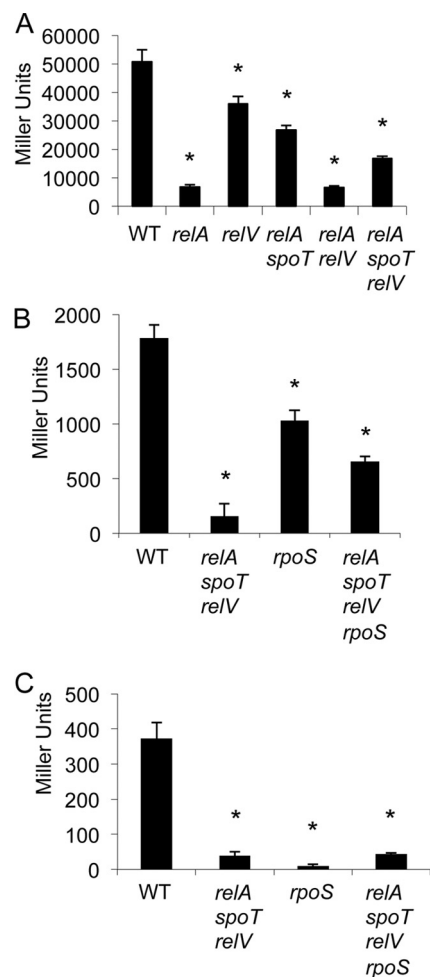 A
Miller Units
60000
50000
40000
30000
20000
10000
0
*
*
*
*
*
WT relA relV relA relA relA
spoT relV spoT
relV
B
Miller Units
2000
1500
1000
500
0
*
*
*
WT relA rpoS relA
spoT spoT
relV relV
rpoS
C
Miller Units
500
400
300
200
100
0
*
*
*
WT relA rpoS relA
spoT spoT
relV relV
rpoS